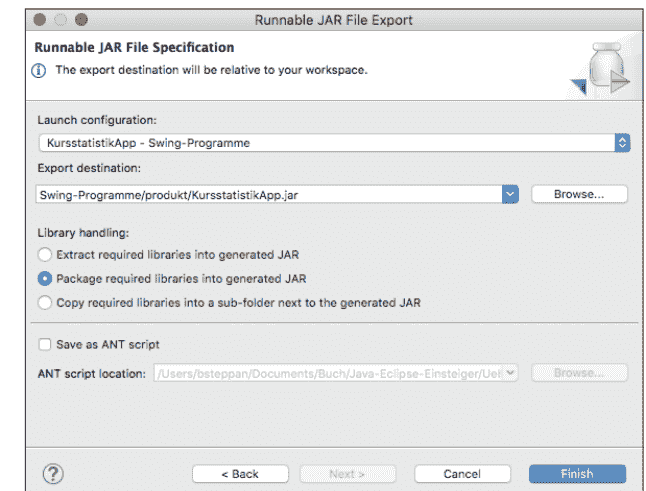 Runnable JAR File Export
Runnable JAR File Specification
The export destination will be relative to your workspace.
Launch configuration:
KursstatistikApp - Swing-Programme
Export destination:
Swing-Programme/produkt/KursstatistikApp.jar
Browse...
Library handling:
Extract required libraries into generated JAR
Package required libraries into generated JAR
Copy required libraries into a sub-folder next to the generated JAR
Save as ANT script
ANT script location: /Users/bsteppan/Documents/Buch/Java-Eclipse-Einsteiger/Uel Browse...
? < Back Next > Cancel Finish